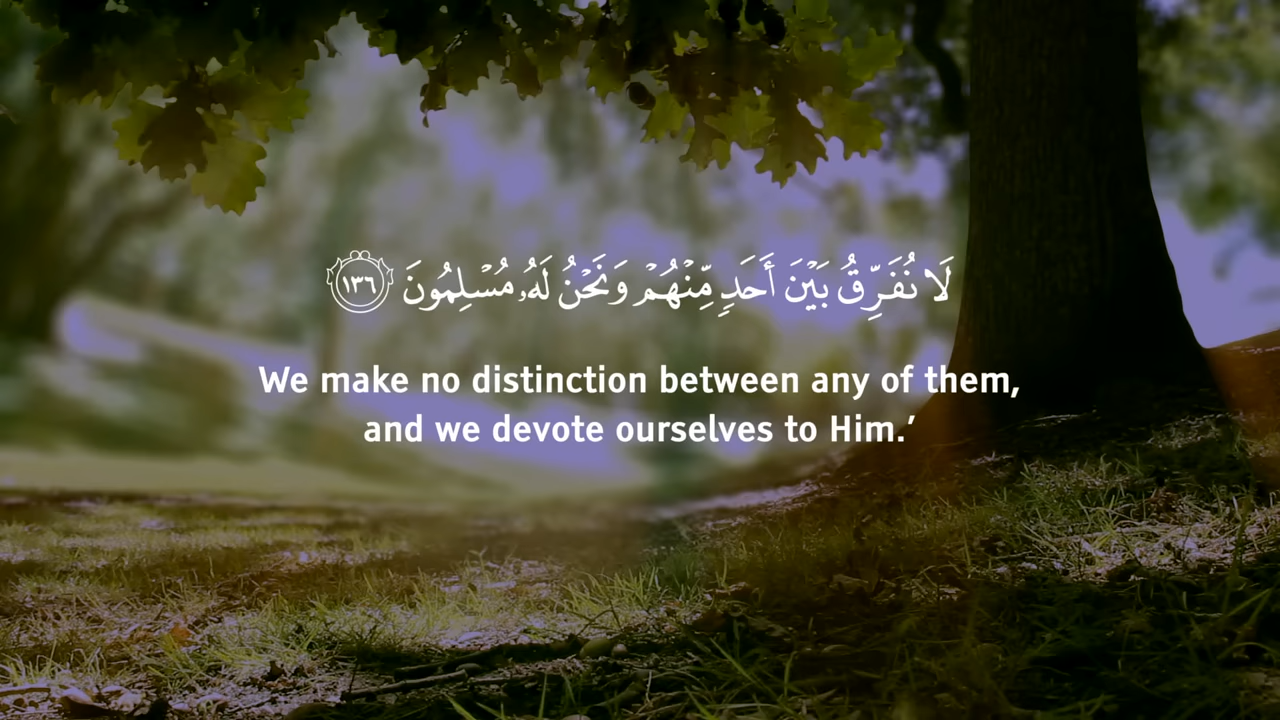 لَا نُفَرِّقُ بَيْنَ أَحَدٍ مِّنْهُمْ وَنَحْنُ لَهُۥ مُسْلِمُونَ ١٣٦
We make no distinction between any of them,
and we devote ourselves to Him.’